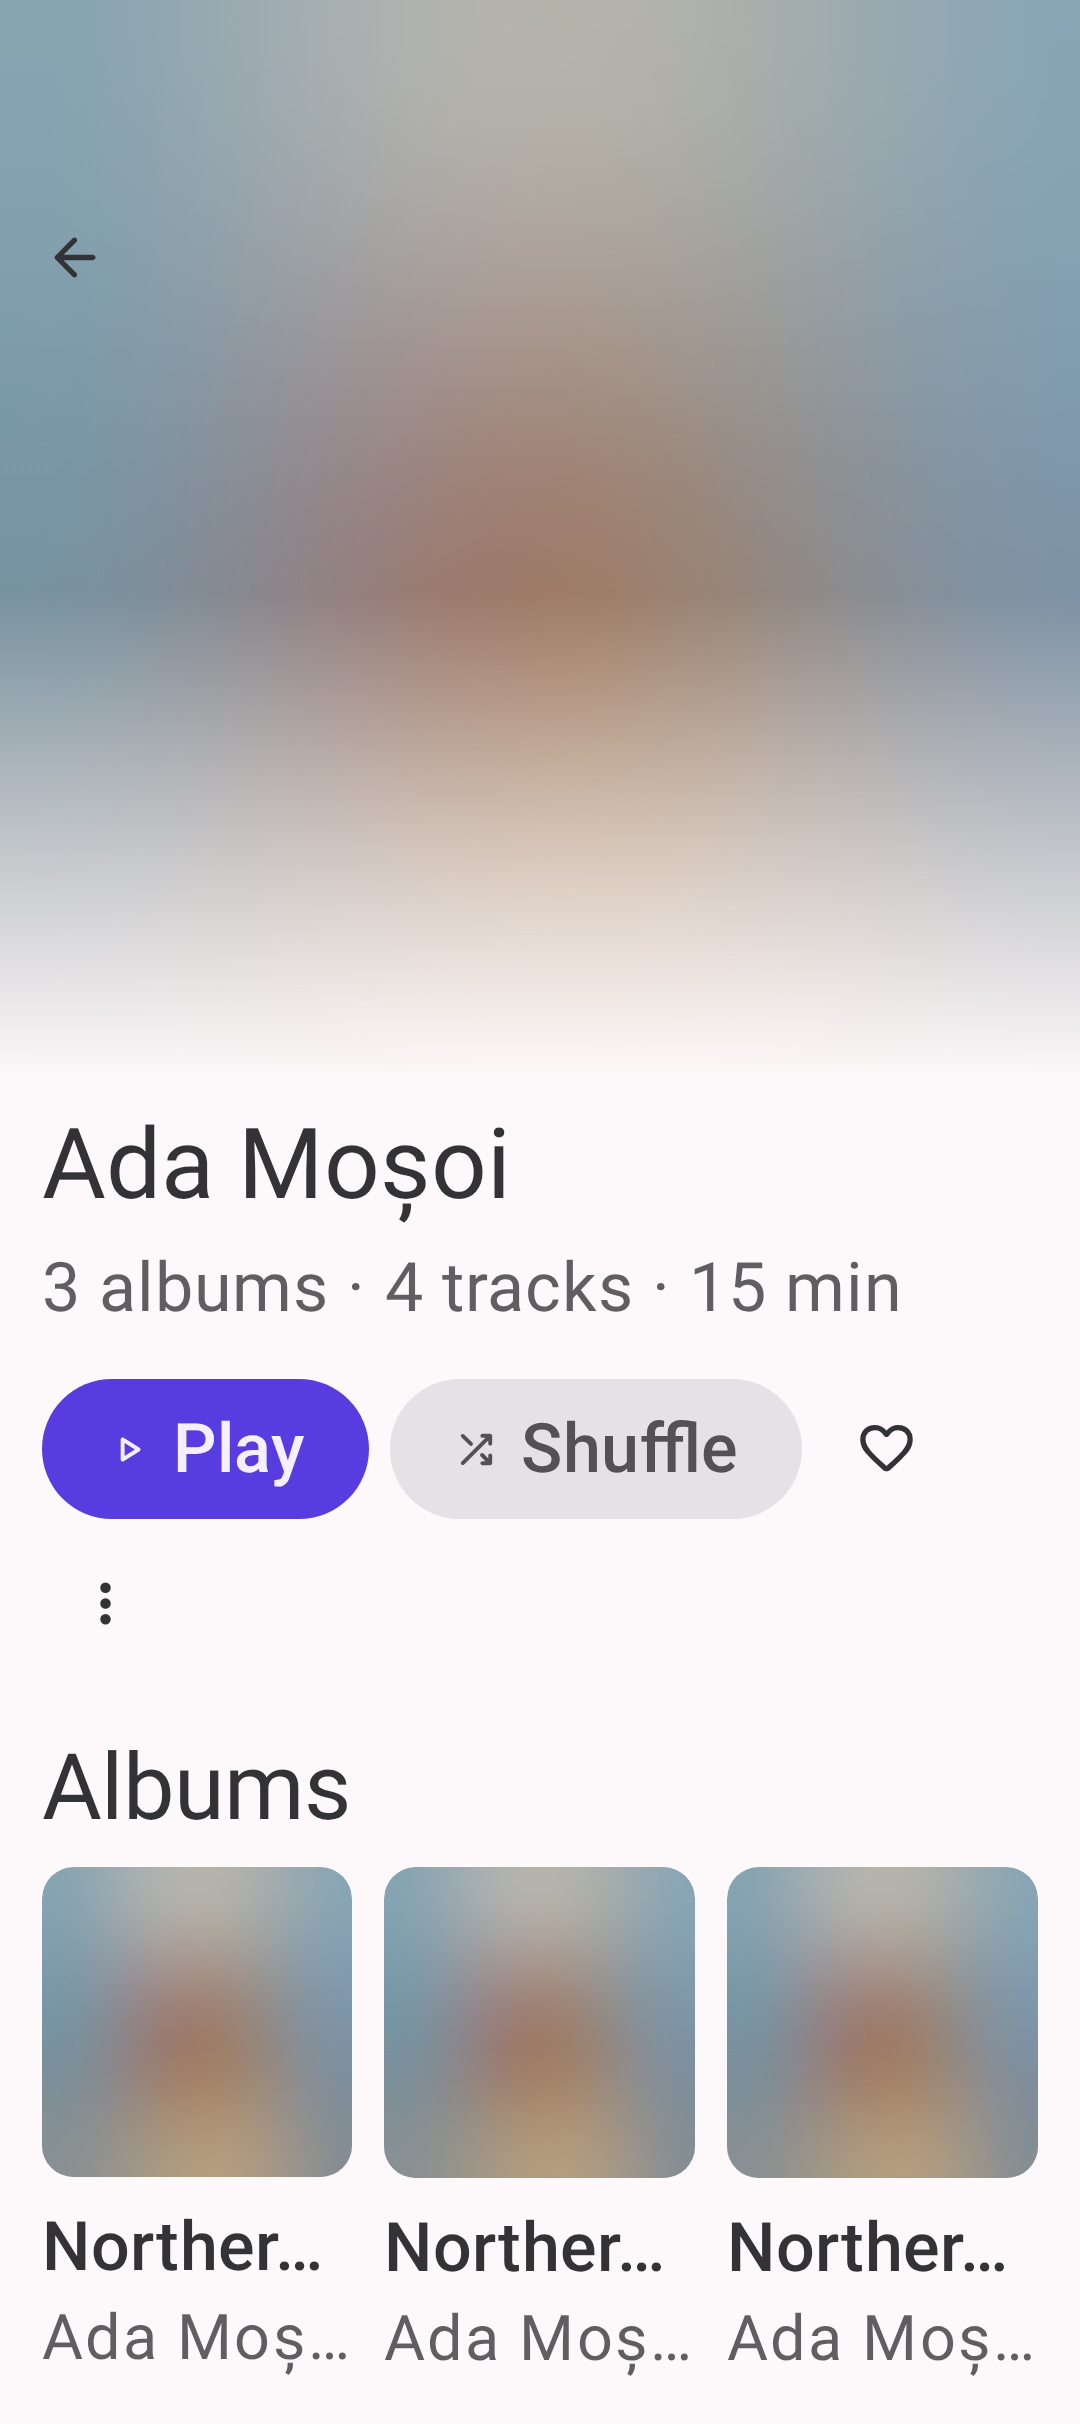 Ada Moșoi
3 albums · 4 tracks · 15 min
Play
Shuffle
Albums
Norther…
Norther…
Norther…
Ada Moș…
Ada Moș…
Ada Moș…